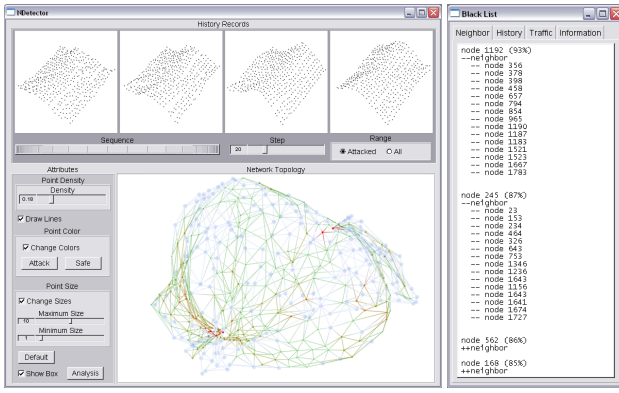 NDetector
History Records
Sequence
Step
20
Range
Attacked
All
Attributes
Point Density
Density
0.18
Draw Lines
Point Color
Change Colors
Attack
Safe
Point Size
Change Sizes
Maximum Size
10
Minimum Size
1
Default
Show Box
Analysis
Network Topology
Black List
Neighbor History Traffic Information
node 1192 (93%)
--neighbor
-- node 356
-- node 378
-- node 398
-- node 458
-- node 657
-- node 794
-- node 854
-- node 965
-- node 1190
-- node 1187
-- node 1183
-- node 1521
-- node 1523
-- node 1667
-- node 1783
node 245 (87%)
--neighbor
-- node 23
-- node 153
-- node 234
-- node 464
-- node 326
-- node 643
-- node 753
-- node 1346
-- node 1236
-- node 1643
-- node 1156
-- node 1643
-- node 1641
-- node 1674
-- node 1727
node 562 (86%)
++neighbor
node 168 (85%)
++neighbor